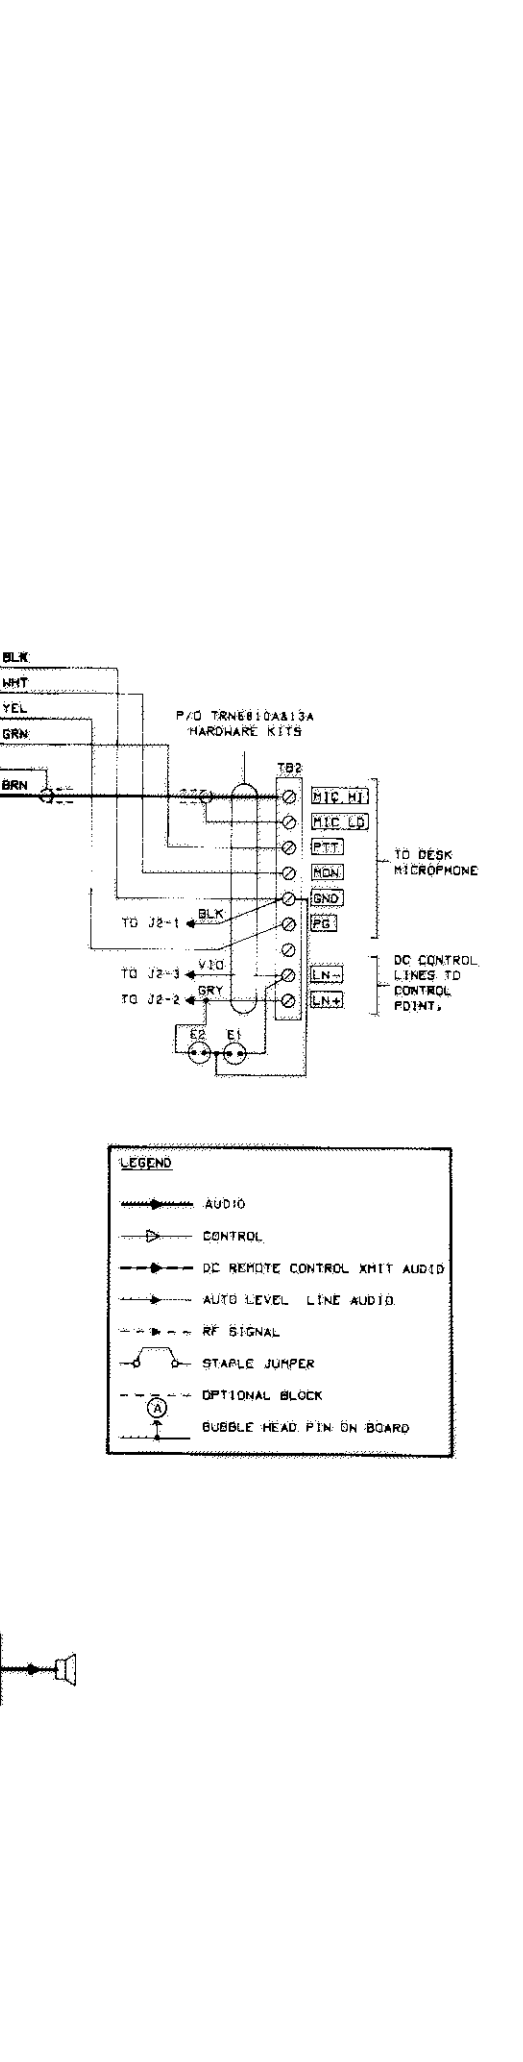 BLK
WHT
YEL
GRN
BRN
P/O TRN6810A&13A
HARDWARE KITS
TB2
MIC HI
MIC LO
PTT
MON
GND
PG
LN-
LN+
TO DESK
MICROPHONE
DC CONTROL
LINES TO
CONTROL
POINT.
TO J2-1
BLK
TO J2-3
VIO
TO J2-2
GRY
E2
E1
LEGEND
AUDIO
CONTROL
DC REMOTE CONTROL XMIT AUDIO
AUTO LEVEL LINE AUDIO
RF SIGNAL
STAPLE JUMPER
OPTIONAL BLOCK
A
BUBBLE HEAD PIN ON BOARD